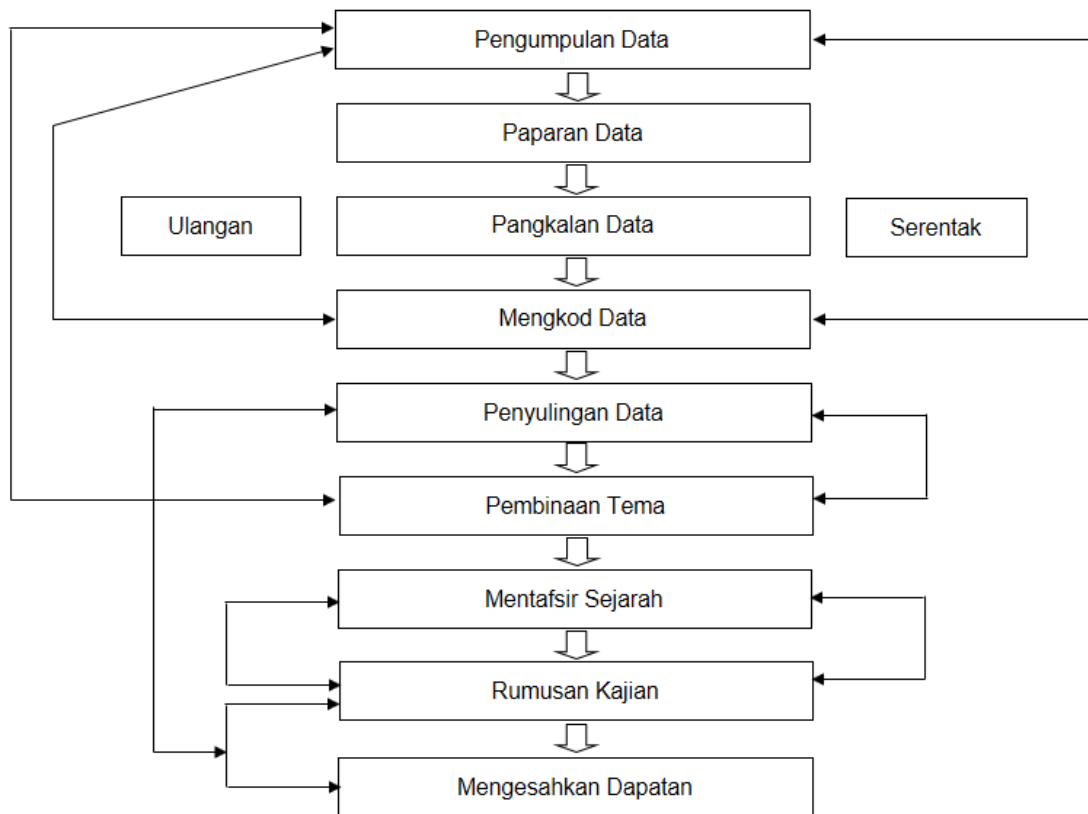 Pengumpulan Data
Paparan Data
Ulangan
Pangkalan Data
Serentak
Mengkod Data
Penyulingan Data
Pembinaan Tema
Mentafsir Sejarah
Rumusan Kajian
Mengesahkan Dapatan